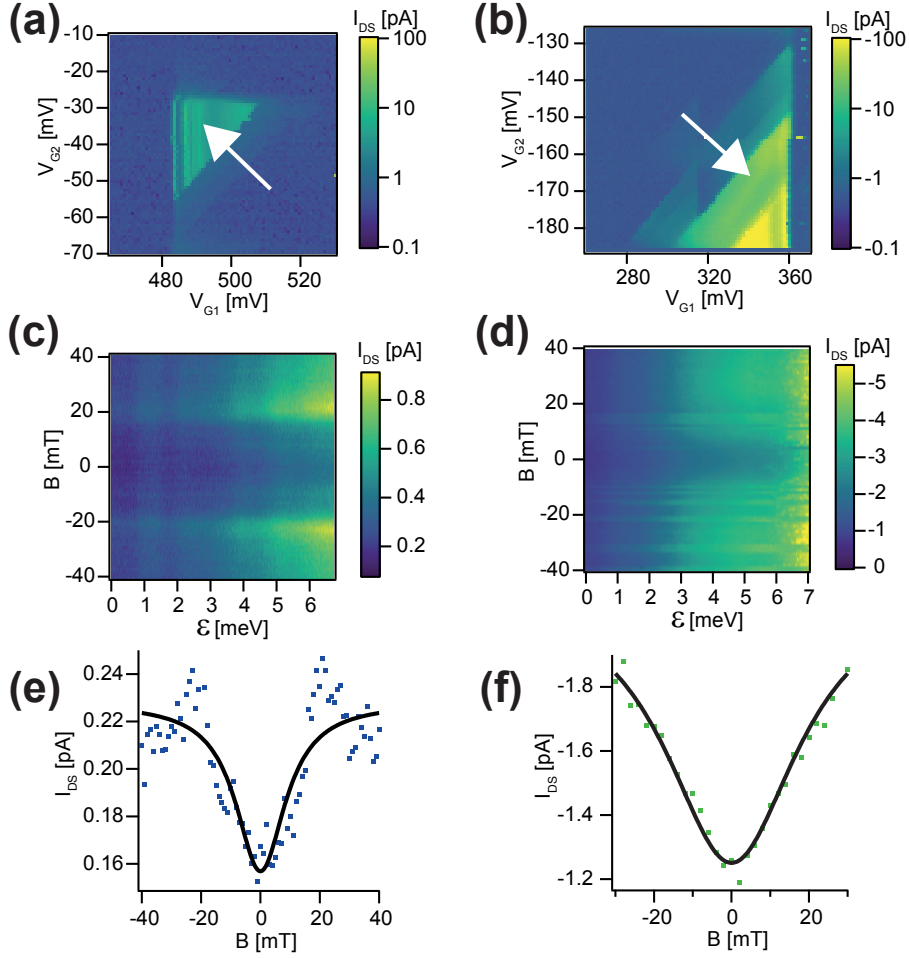 (a)
I_DS [pA]
-10
-20
-30
-40
-50
-60
-70
V_G2 [mV]
480
500
520
V_G1 [mV]
100
10
1
0.1
(b)
I_DS [pA]
-130
-140
-150
-160
-170
-180
V_G2 [mV]
280
320
360
V_G1 [mV]
-100
-10
-1
-0.1
(c)
I_DS [pA]
40
20
0
-20
-40
B [mT]
0 1 2 3 4 5 6
ε [meV]
0.8
0.6
0.4
0.2
(d)
I_DS [pA]
40
20
0
-20
-40
B [mT]
0 1 2 3 4 5 6 7
ε [meV]
-5
-4
-3
-2
-1
0
(e)
0.24
0.22
0.20
0.18
0.16
I_DS [pA]
-40 -20 0 20 40
B [mT]
(f)
-1.8
-1.6
-1.4
-1.2
I_DS [pA]
-20 0 20
B [mT]